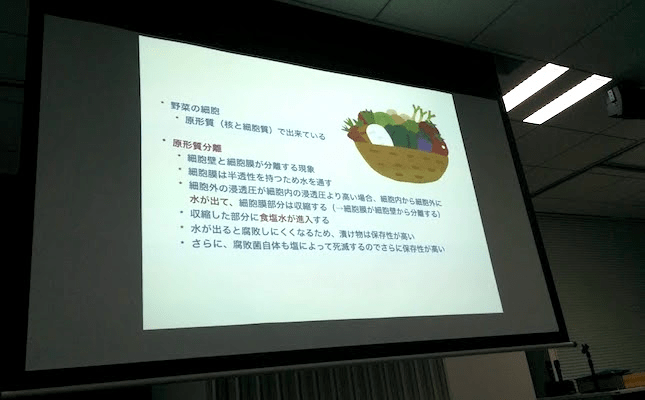 • 野菜の細胞
• 原形質（核と細胞質）で出来ている
• 原形質分離
• 細胞壁と細胞膜が分離する現象
• 細胞膜は半透性を持つため水を通す
• 細胞外の浸透圧が細胞内の浸透圧より高い場合、細胞内から細胞外に
水が出て、細胞膜部分は収縮する（→細胞膜が細胞壁から分離する）
• 収縮した部分に食塩水が進入する
• 水が出ると腐敗しにくくなるため、漬け物は保存性が高い
• さらに、腐敗菌自体も塩によって死滅するのでさらに保存性が高い